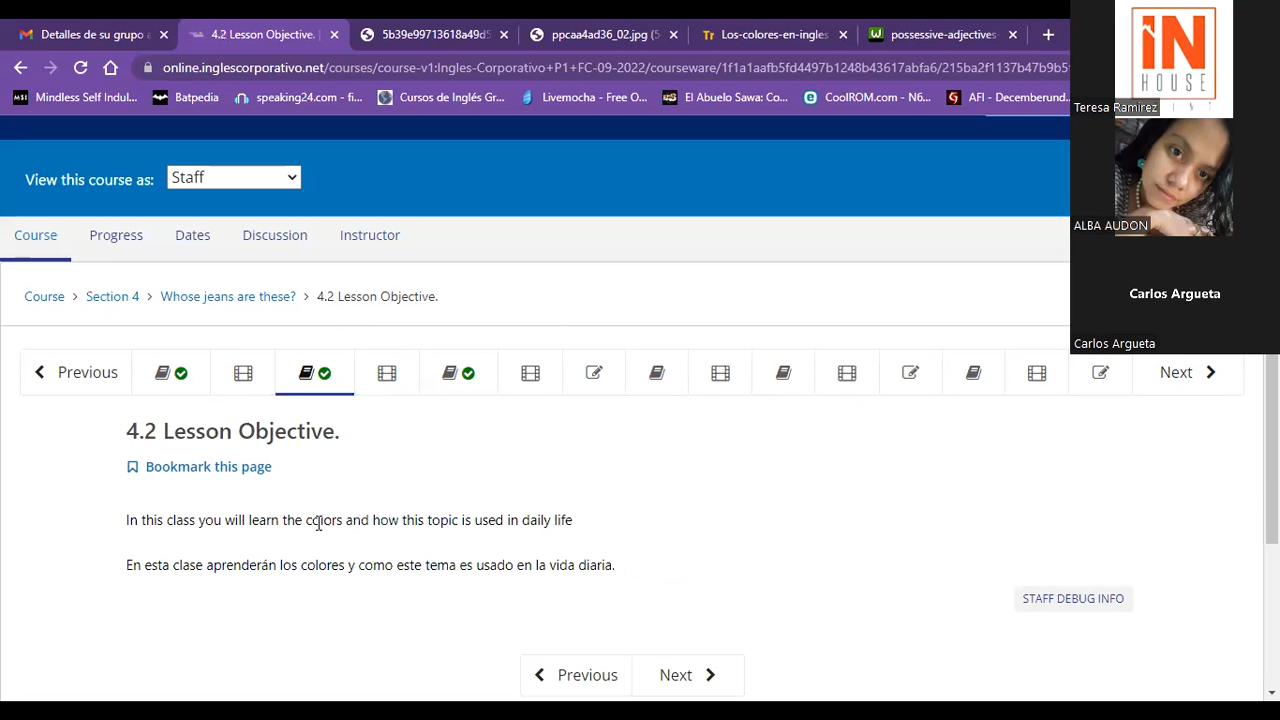 Detalles de su grupo a
4.2 Lesson Objective. |
5b39e99713618a49d5
ppcaa4ad36_02.jpg (5
Los-colores-en-ingles
possessive-adjectives-
online.inglescorporativo.net/courses/course-v1:Ingles-Corporativo+P1+FC-09-2022/courseware/1f1a1aafb5fd4497b1248b43617abfa6/215ba2f1137b47b9b5
Mindless Self Indul...
Batpedia
speaking24.com - fi...
Cursos de Inglés Gr...
Livemocha - Free O...
El Abuelo Sawa: Co...
CoolROM.com - N6...
AFI - Decemberund
iN
HOUSE
Teresa Ramirez
ALBA AUDON
Carlos Argueta
Carlos Argueta
View this course as: Staff
Course Progress Dates Discussion Instructor
Course > Section 4 > Whose jeans are these? > 4.2 Lesson Objective.
Previous
Next
4.2 Lesson Objective.
Bookmark this page
In this class you will learn the colors and how this topic is used in daily life
En esta clase aprenderán los colores y como este tema es usado en la vida diaria.
STAFF DEBUG INFO
Previous Next